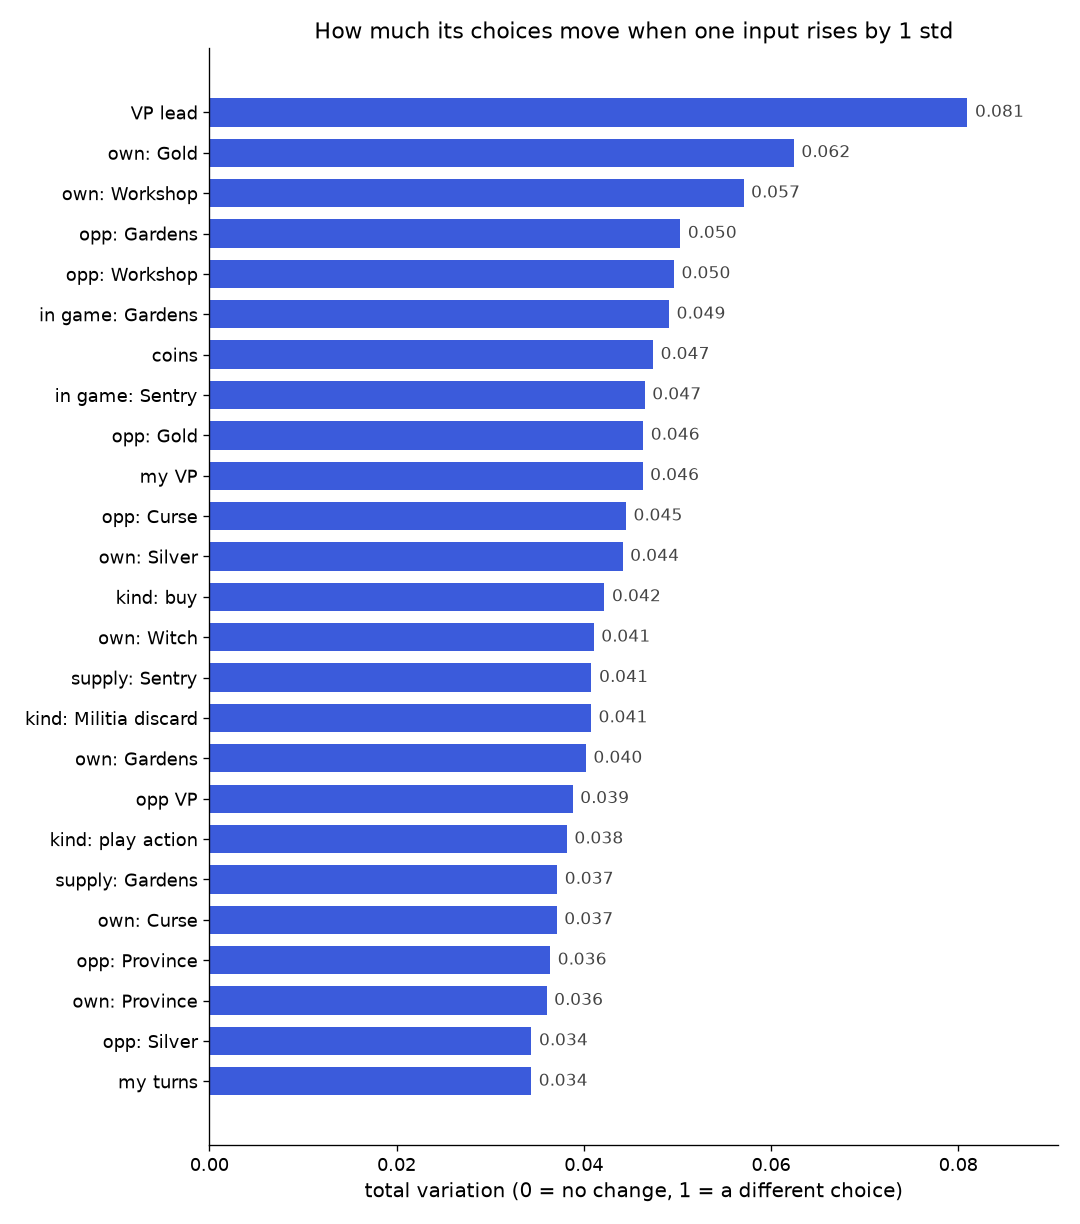 How much its choices move when one input rises by 1 std
VP lead 0.081
own: Gold 0.062
own: Workshop 0.057
opp: Gardens 0.050
opp: Workshop 0.050
in game: Gardens 0.049
coins 0.047
in game: Sentry 0.047
opp: Gold 0.046
my VP 0.046
opp: Curse 0.045
own: Silver 0.044
kind: buy 0.042
own: Witch 0.041
supply: Sentry 0.041
kind: Militia discard 0.041
own: Gardens 0.040
opp VP 0.039
kind: play action 0.038
supply: Gardens 0.037
own: Curse 0.037
opp: Province 0.036
own: Province 0.036
opp: Silver 0.034
my turns 0.034
0.00 0.02 0.04 0.06 0.08
total variation (0 = no change, 1 = a different choice)